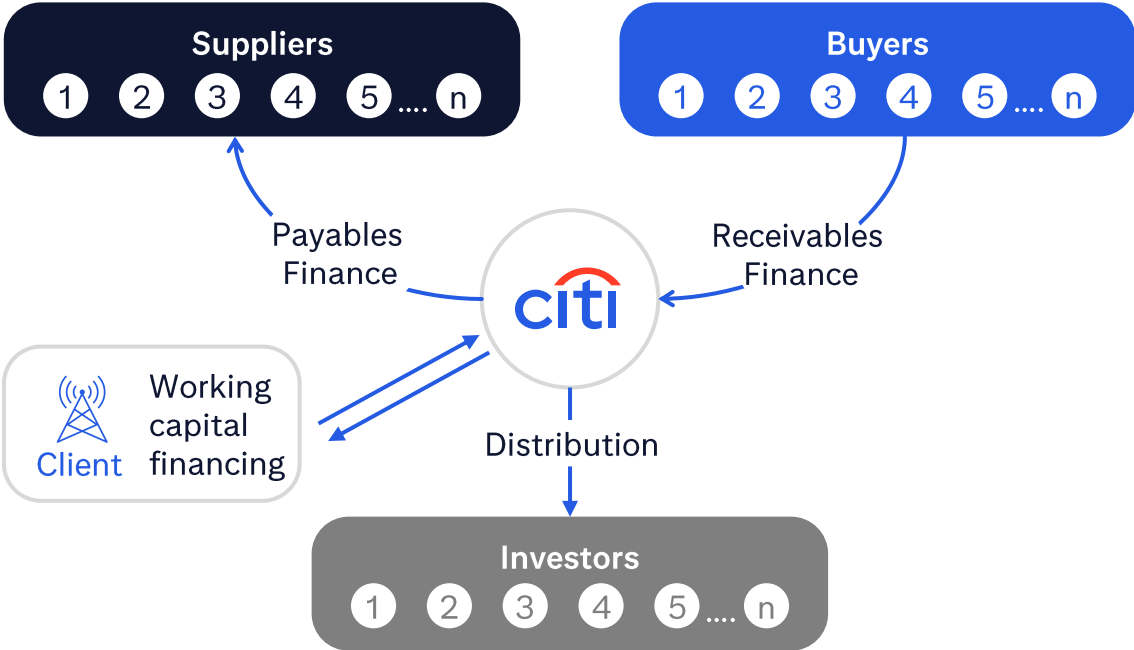 Suppliers
1 2 3 4 5 .... n
Buyers
1 2 3 4 5 .... n
Payables
Finance
Receivables
Finance
citi
Working
capital
financing
Client
Distribution
Investors
1 2 3 4 5 .... n